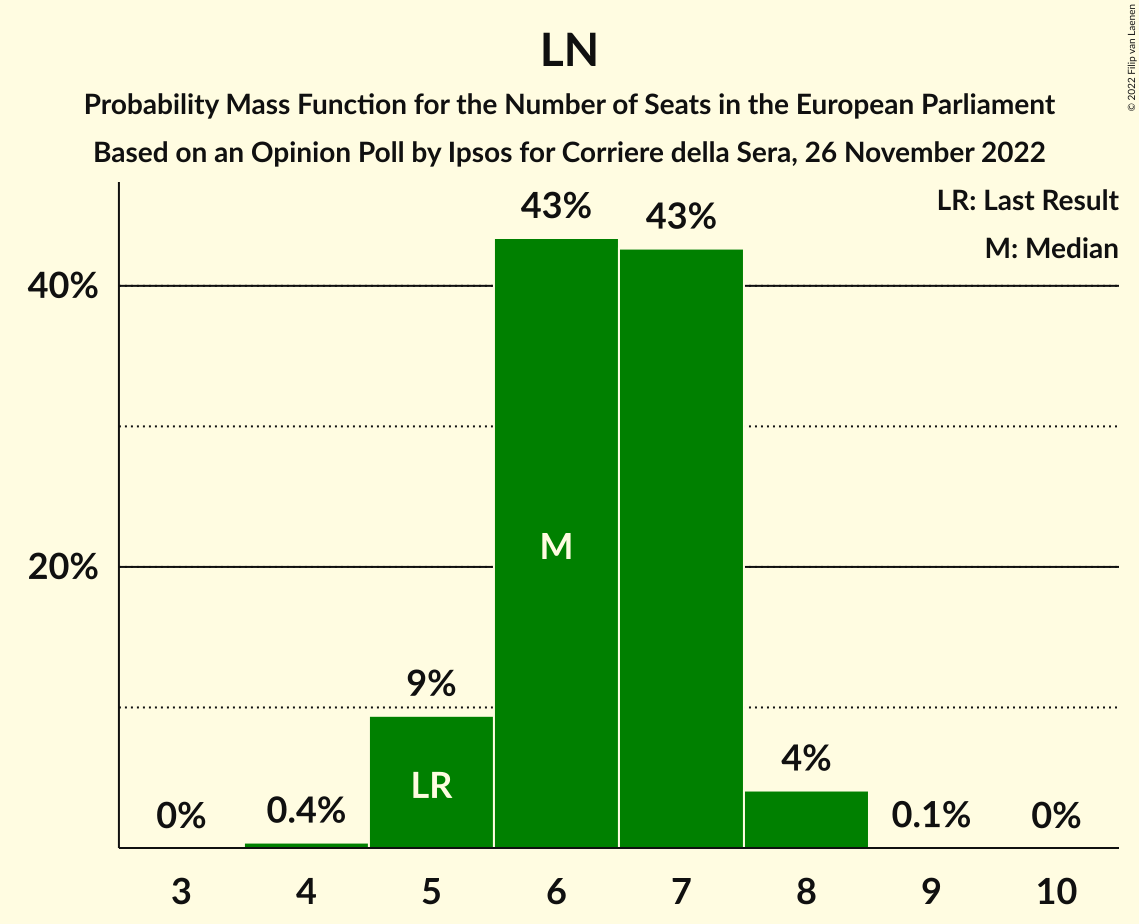 LN
Probability Mass Function for the Number of Seats in the European Parliament
Based on an Opinion Poll by Ipsos for Corriere della Sera, 26 November 2022
© 2022 Filip van Laenen
LR: Last Result
M: Median
43%
43%
40%
M
20%
9%
LR
4%
0%
0.4%
0.1%
0%
3 4 5 6 7 8 9 10